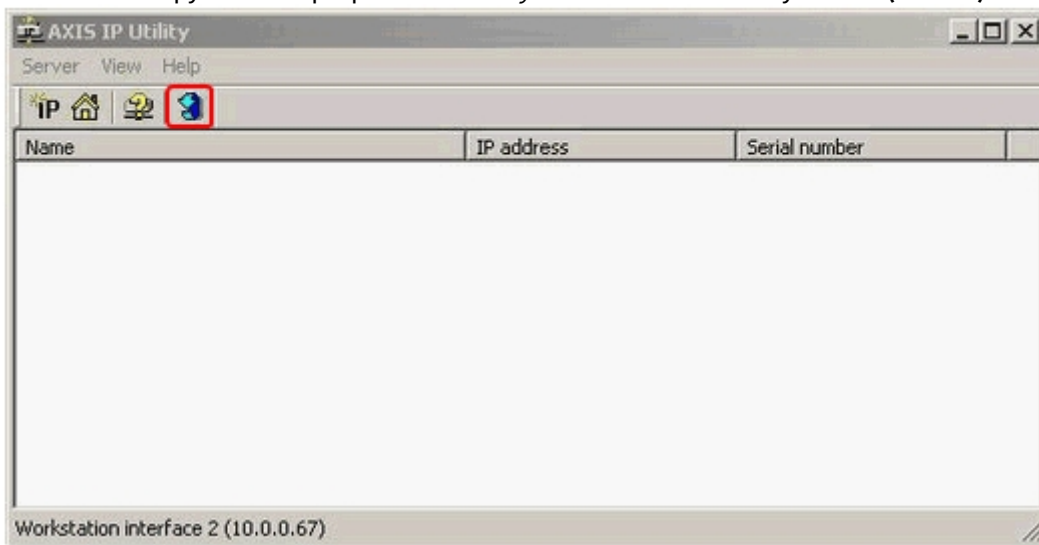 AXIS IP Utility
Server View Help
iP
Name IP address Serial number
Workstation interface 2 (10.0.0.67)